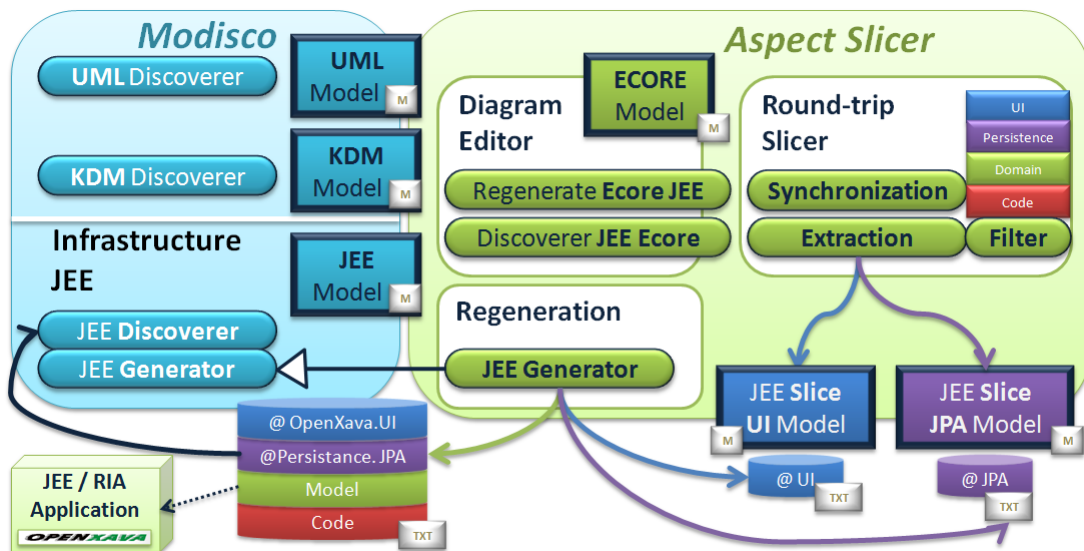 Modisco
UML Discoverer
UML
Model
M
KDM Discoverer
KDM
Model
M
Infrastructure
JEE
JEE
Model
M
JEE Discoverer
JEE Generator
Aspect Slicer
Diagram
Editor
ECORE
Model
M
Regenerate Ecore JEE
Discoverer JEE Ecore
Round-trip
Slicer
UI
Persistence
Domain
Code
Synchronization
Extraction
Filter
Regeneration
JEE Generator
JEE Slice
UI Model
M
JEE Slice
JPA Model
M
@ OpenXava.UI
@Persistance. JPA
Model
Code
TXT
@ UI
TXT
@ JPA
TXT
JEE / RIA
Application
OPENXAVA